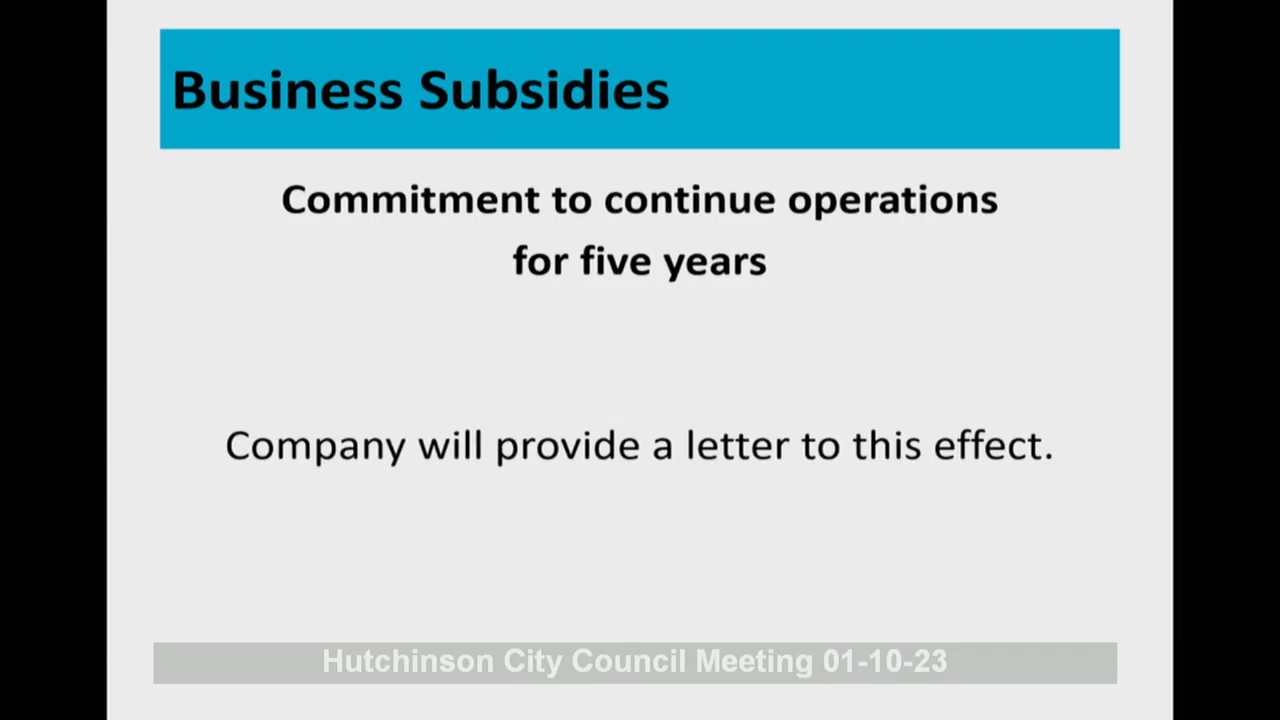 Business Subsidies
Commitment to continue operations
for five years
Company will provide a letter to this effect.
Hutchinson City Council Meeting 01-10-23